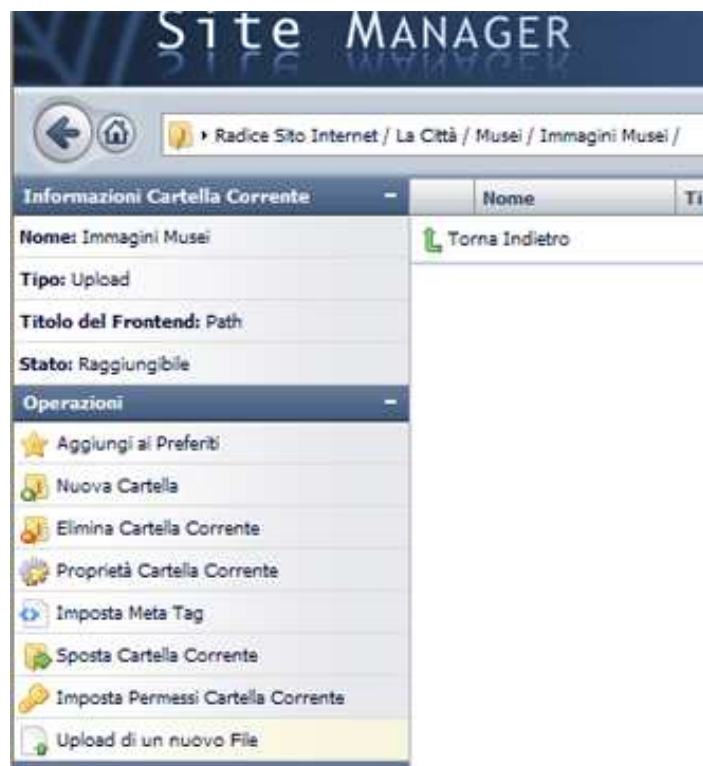 Site Manager
Radice Sito Internet / La Città / Musei / Immagini Musei /
Informazioni Cartella Corrente
Nome: Immagini Musei
Tipo: Upload
Titolo del Frontend: Path
Stato: Raggiungibile
Operazioni
Aggiungi ai Preferiti
Nuova Cartella
Elimina Cartella Corrente
Proprietà Cartella Corrente
Imposta Meta Tag
Sposta Cartella Corrente
Imposta Permessi Cartella Corrente
Upload di un nuovo File
Nome Ti
Torna Indietro